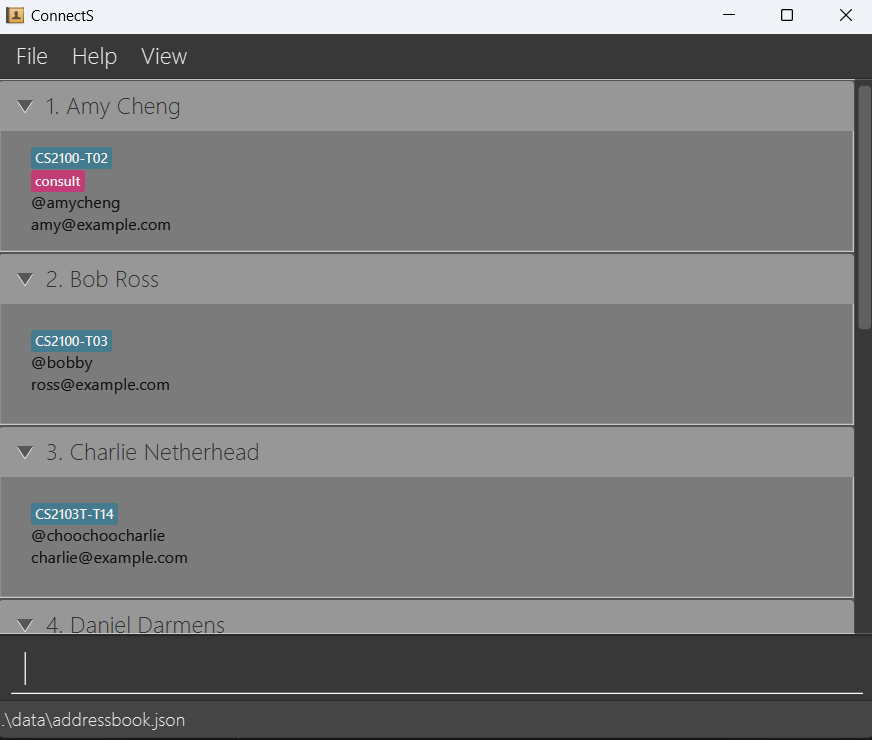 ConnectS
File Help View
1. Amy Cheng
CS2100-T02
consult
@amycheng
amy@example.com
2. Bob Ross
CS2100-T03
@bobby
ross@example.com
3. Charlie Netherhead
CS2103T-T14
@choochoocharlie
charlie@example.com
4. Daniel Darmens
.\data\addressbook.json